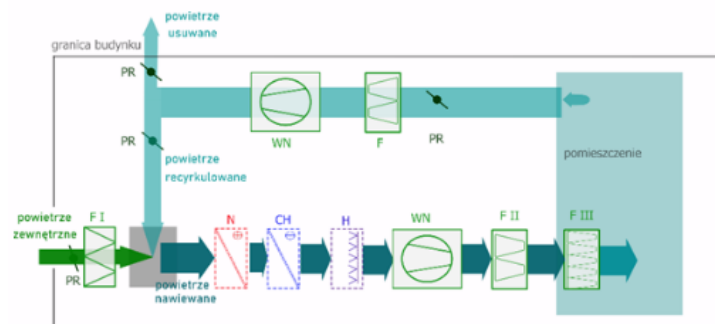 powietrze
usuwane
granica budynku
PR
PR
WN
F
PR
pomieszczenie
powietrze
recyrkulowane
powietrze
zewnętrzne
F I
N
CH
H
WN
F II
F III
PR
powietrze
nawiewane